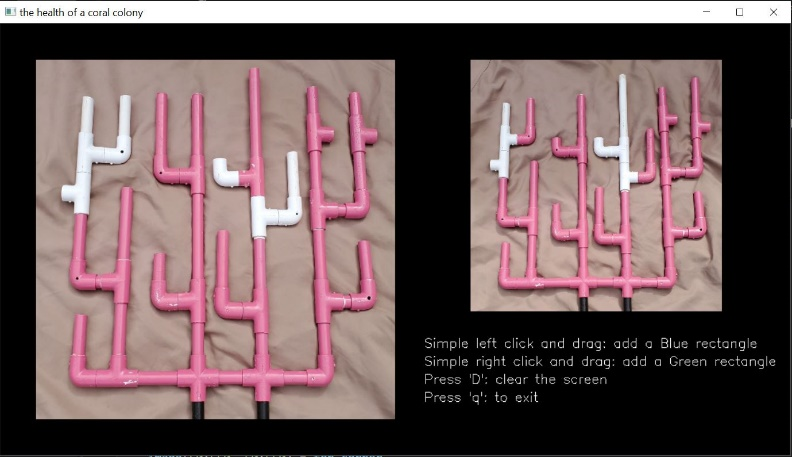 the health of a coral colony
Simple left click and drag: add a Blue rectangle
Simple right click and drag: add a Green rectangle
Press 'D': clear the screen
Press 'q': to exit